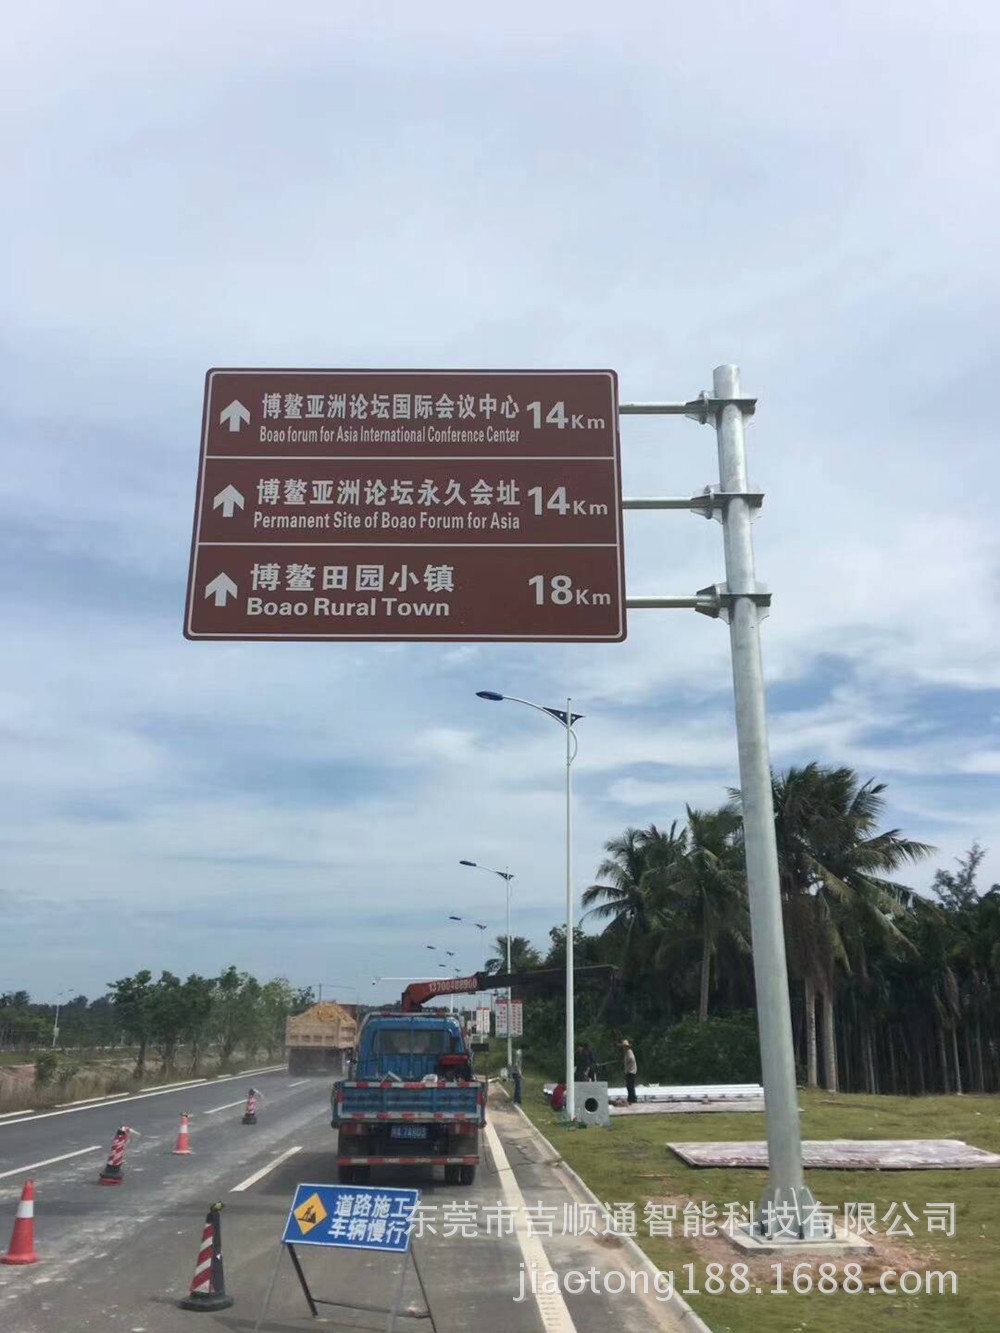 博鳌亚洲论坛国际会议中心 14Km
Boao forum for Asia International Conference Center
博鳌亚洲论坛永久会址 14Km
Permanent Site of Boao Forum for Asia
博鳌田园小镇 18Km
Boao Rural Town
道路施工
车辆慢行
东莞市吉顺通智能科技有限公司
jiaotong188.1688.com